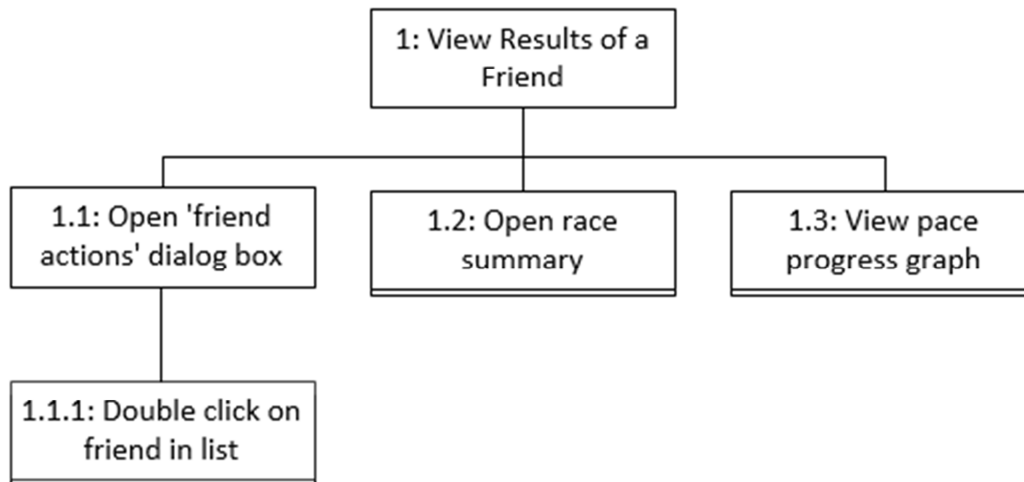 1: View Results of a
Friend
1.1: Open 'friend
actions' dialog box
1.2: Open race
summary
1.3: View pace
progress graph
1.1.1: Double click on
friend in list